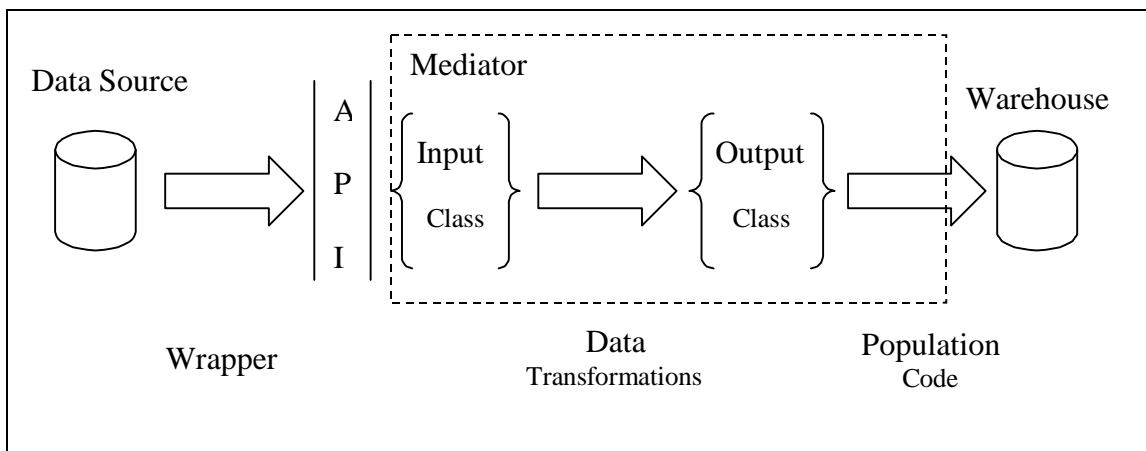 Mediator
Data Source
Warehouse
A
P
I
Input
Class
Output
Class
Wrapper
Data
Transformations
Population
Code